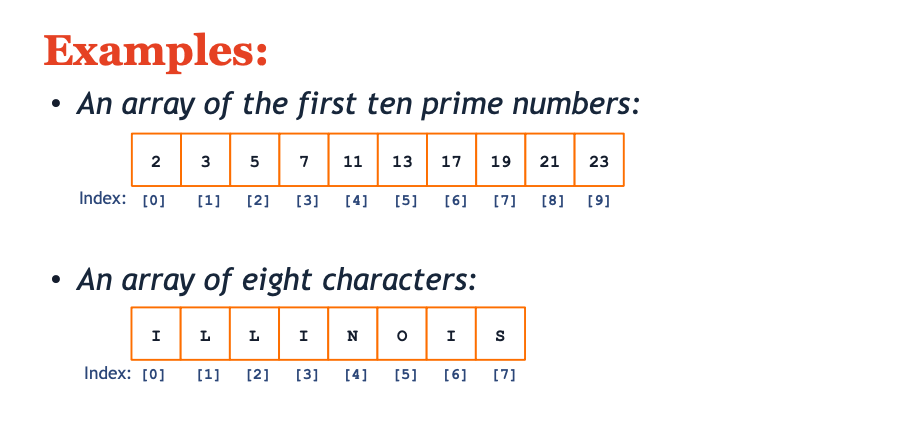 Examples:
• An array of the first ten prime numbers:
2 3 5 7 11 13 17 19 21 23
Index: [0] [1] [2] [3] [4] [5] [6] [7] [8] [9]
• An array of eight characters:
I L L I N O I S
Index: [0] [1] [2] [3] [4] [5] [6] [7]